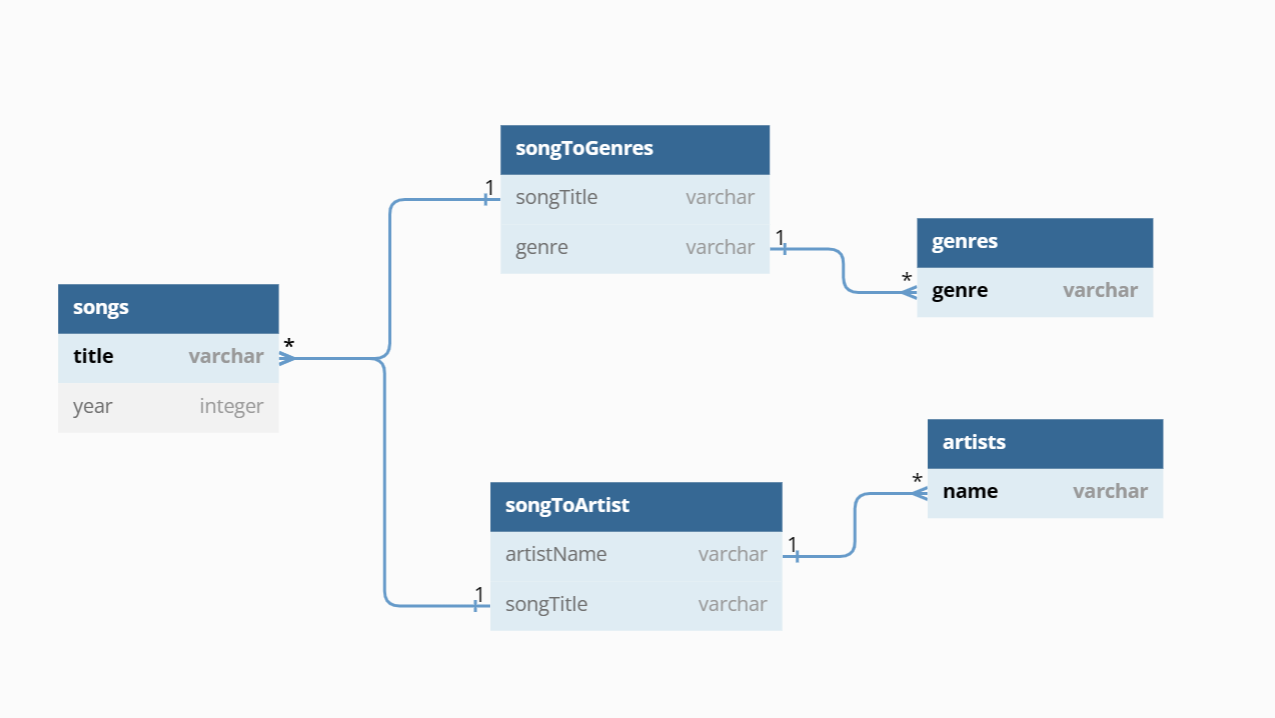 songToGenres
1
songTitle varchar
1
genre varchar
genres
*
genre varchar
songs
*
title varchar
year integer
artists
*
name varchar
songToArtist
1
artistName varchar
1
songTitle varchar